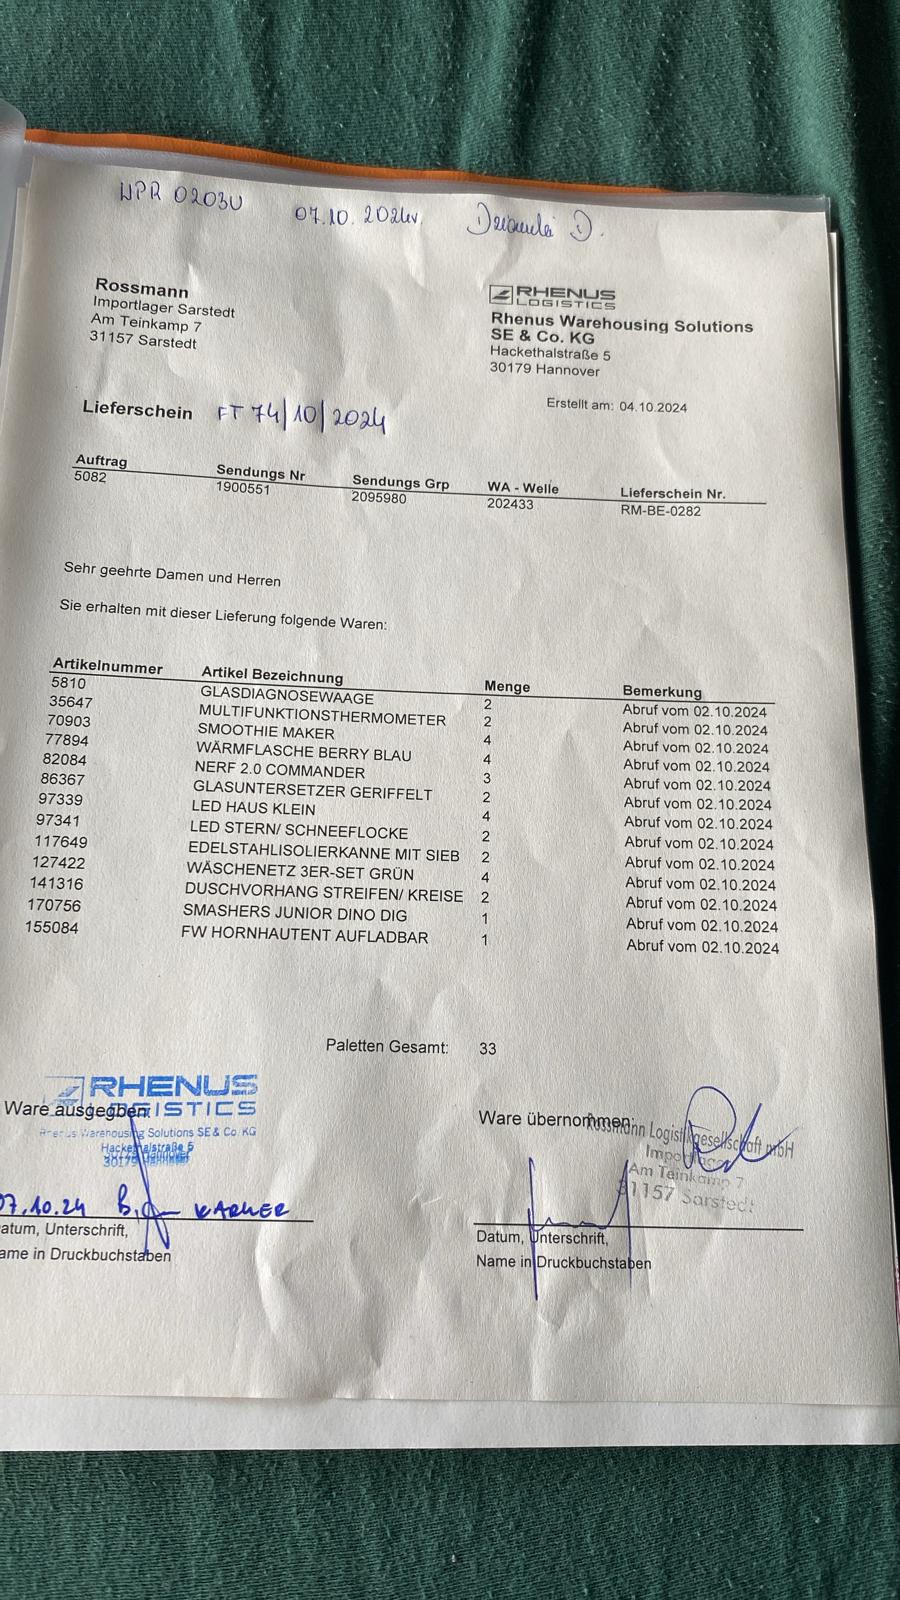 WPR 0203U 07.10.2024r.
Rossmann
Importlager Sarstedt
Am Teinkamp 7
31157 Sarstedt
RHENUS
LOGISTICS
Rhenus Warehousing Solutions
SE & Co. KG
Hackethalstraße 5
30179 Hannover
Erstellt am: 04.10.2024
Lieferschein FT 74/10/2024
Auftrag Sendungs Nr Sendungs Grp WA - Welle Lieferschein Nr.
5082 1900551 2095980 202433 RM-BE-0282
Sehr geehrte Damen und Herren
Sie erhalten mit dieser Lieferung folgende Waren:
Artikelnummer Artikel Bezeichnung Menge Bemerkung
5810 GLASDIAGNOSEWAAGE 2 Abruf vom 02.10.2024
35647 MULTIFUNKTIONSTHERMOMETER 2 Abruf vom 02.10.2024
70903 SMOOTHIE MAKER 4 Abruf vom 02.10.2024
77894 WÄRMFLASCHE BERRY BLAU 4 Abruf vom 02.10.2024
82084 NERF 2.0 COMMANDER 3 Abruf vom 02.10.2024
86367 GLASUNTERSETZER GERIFFELT 2 Abruf vom 02.10.2024
97339 LED HAUS KLEIN 4 Abruf vom 02.10.2024
97341 LED STERN/ SCHNEEFLOCKE 2 Abruf vom 02.10.2024
117649 EDELSTAHLISOLIERKANNE MIT SIEB 2 Abruf vom 02.10.2024
127422 WÄSCHENETZ 3ER-SET GRÜN 4 Abruf vom 02.10.2024
141316 DUSCHVORHANG STREIFEN/ KREISE 2 Abruf vom 02.10.2024
170756 SMASHERS JUNIOR DINO DIG 1 Abruf vom 02.10.2024
155084 FW HORNHAUTENT AUFLADBAR 1 Abruf vom 02.10.2024
Paletten Gesamt: 33
RHENUS
LOGISTICS
Ware ausgegben:
Rhenus Warehousing Solutions SE & Co. KG
Hackethalstraße 5
30179 Hannover
07.10.24 KARGER
Datum, Unterschrift,
Name in Druckbuchstaben
Ware übernommen:
Rossmann Logistikgesellschaft mbH
Importlager
Am Teinkamp 7
31157 Sarstedt
Datum, Unterschrift,
Name in Druckbuchstaben